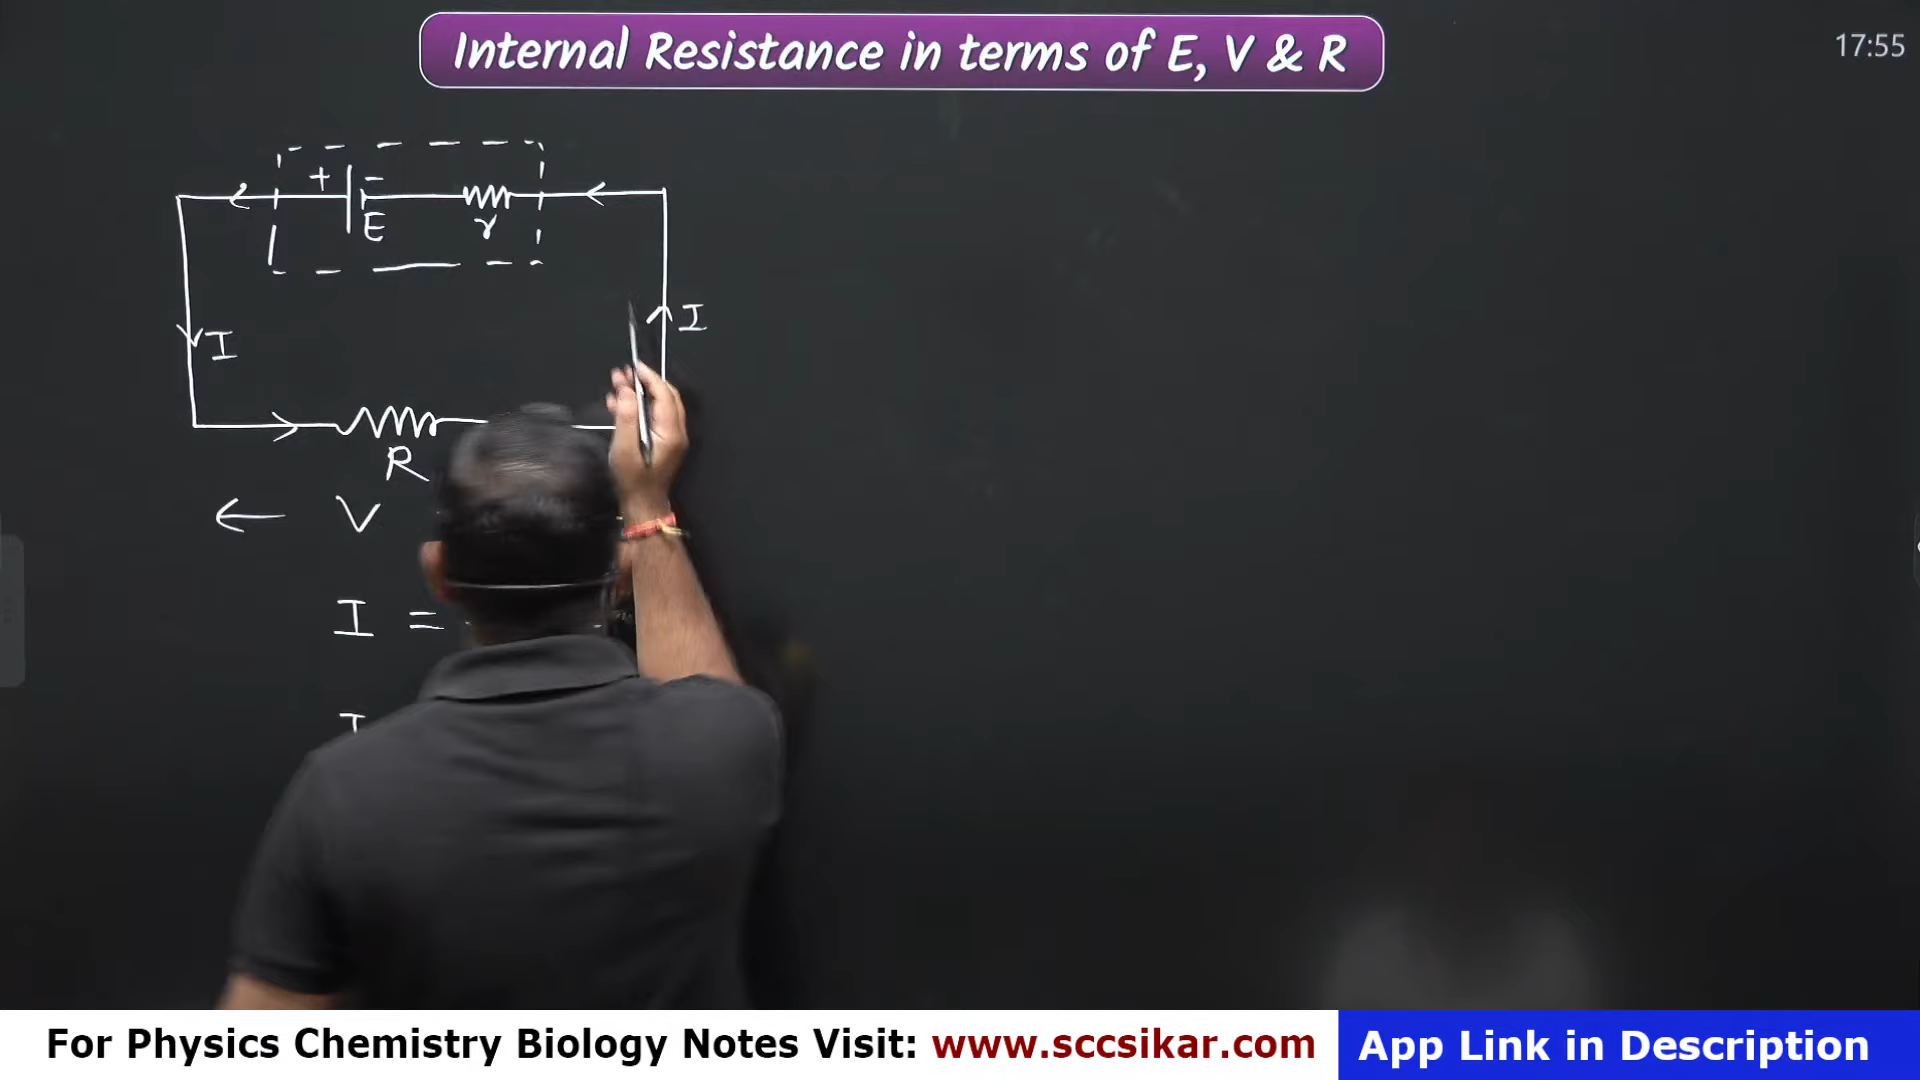 Internal Resistance in terms of E, V & R
17:55
+ -
E r
I
I
R
← V
I =
I
For Physics Chemistry Biology Notes Visit: www.sccsikar.com
App Link in Description